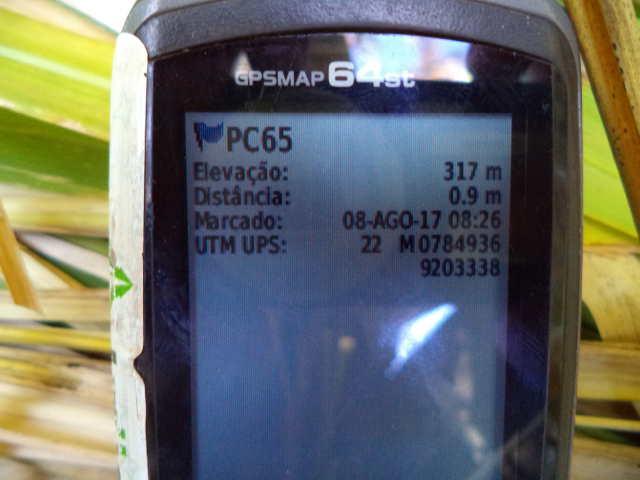 GPSMAP 64st
PC65
Elevação: 317 m
Distância: 0.9 m
Marcado: 08-AGO-17 08:26
UTM UPS: 22 M 0784936
9203338